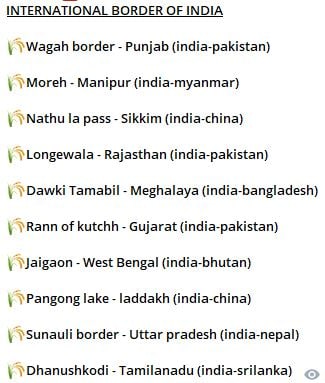 INTERNATIONAL BORDER OF INDIA
Wagah border - Punjab (india-pakistan)
Moreh - Manipur (india-myanmar)
Nathu la pass - Sikkim (india-china)
Longewala - Rajasthan (india-pakistan)
Dawki Tamabil - Meghalaya (india-bangladesh)
Rann of kutchh - Gujarat (india-pakistan)
Jaigaon - West Bengal (india-bhutan)
Pangong lake - laddakh (india-china)
Sunauli border - Uttar pradesh (india-nepal)
Dhanushkodi - Tamilanadu (india-srilanka)